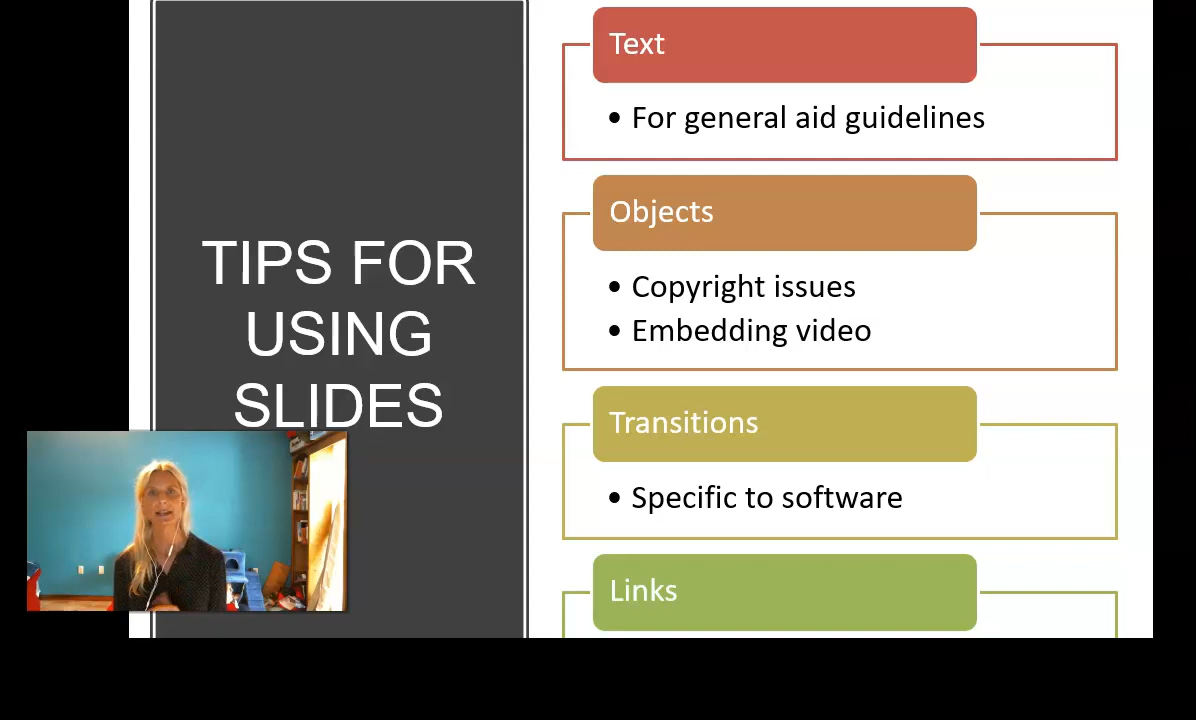 TIPS FOR
USING
SLIDES
Text
• For general aid guidelines
Objects
• Copyright issues
• Embedding video
Transitions
• Specific to software
Links